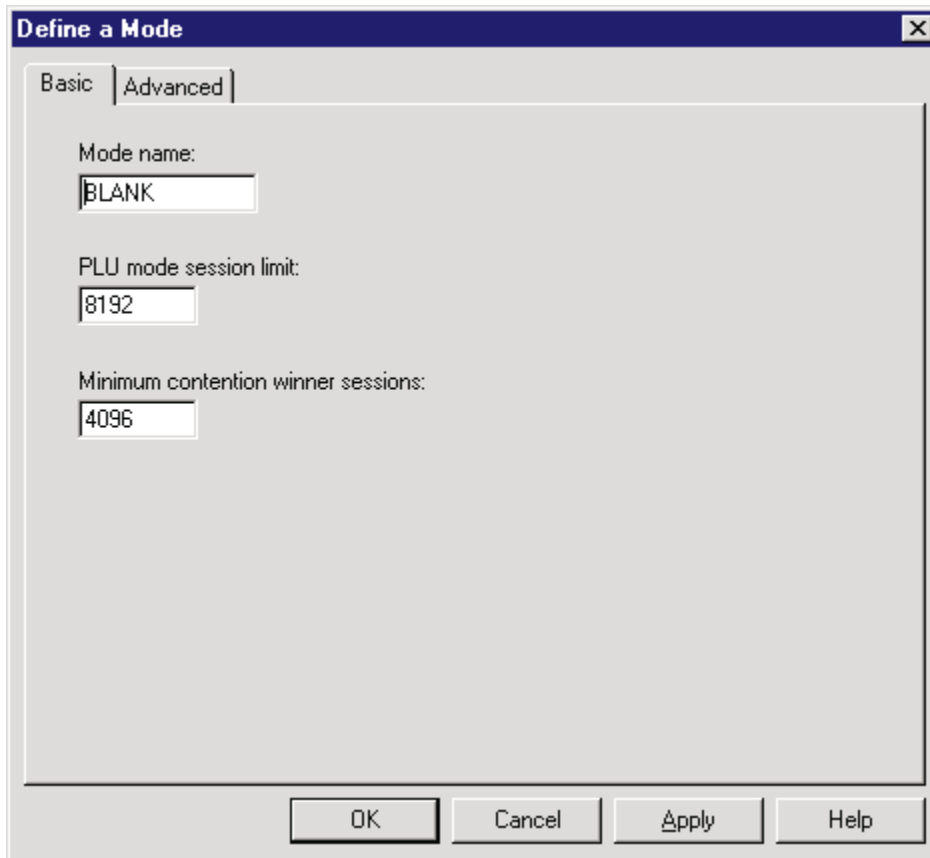 Define a Mode
Basic Advanced
Mode name:
BLANK
PLU mode session limit:
8192
Minimum contention winner sessions:
4096
OK Cancel Apply Help